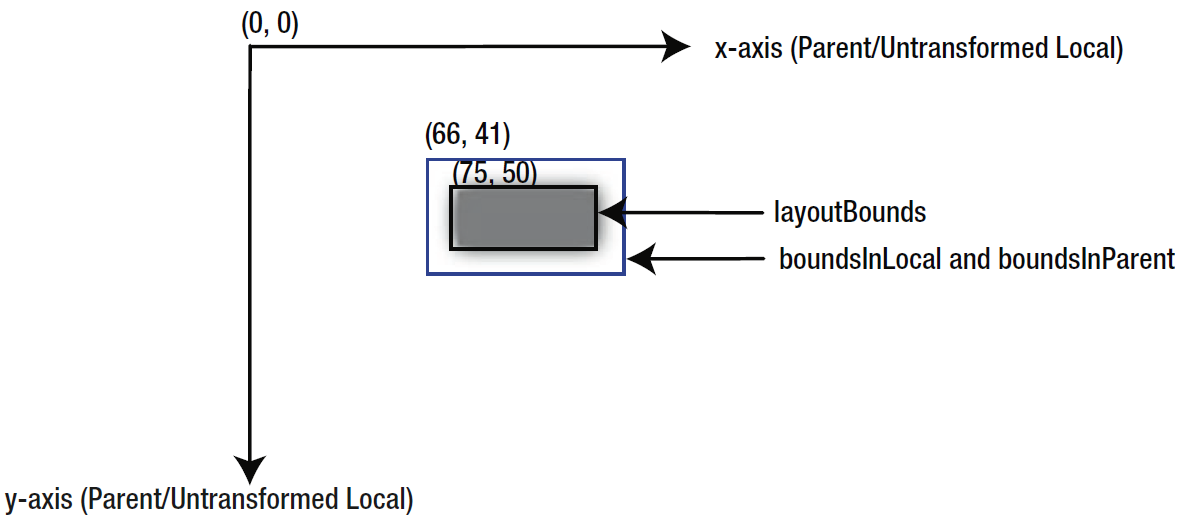 (0, 0)
x-axis (Parent/Untransformed Local)
(66, 41)
(75, 50)
layoutBounds
boundsInLocal and boundsInParent
y-axis (Parent/Untransformed Local)